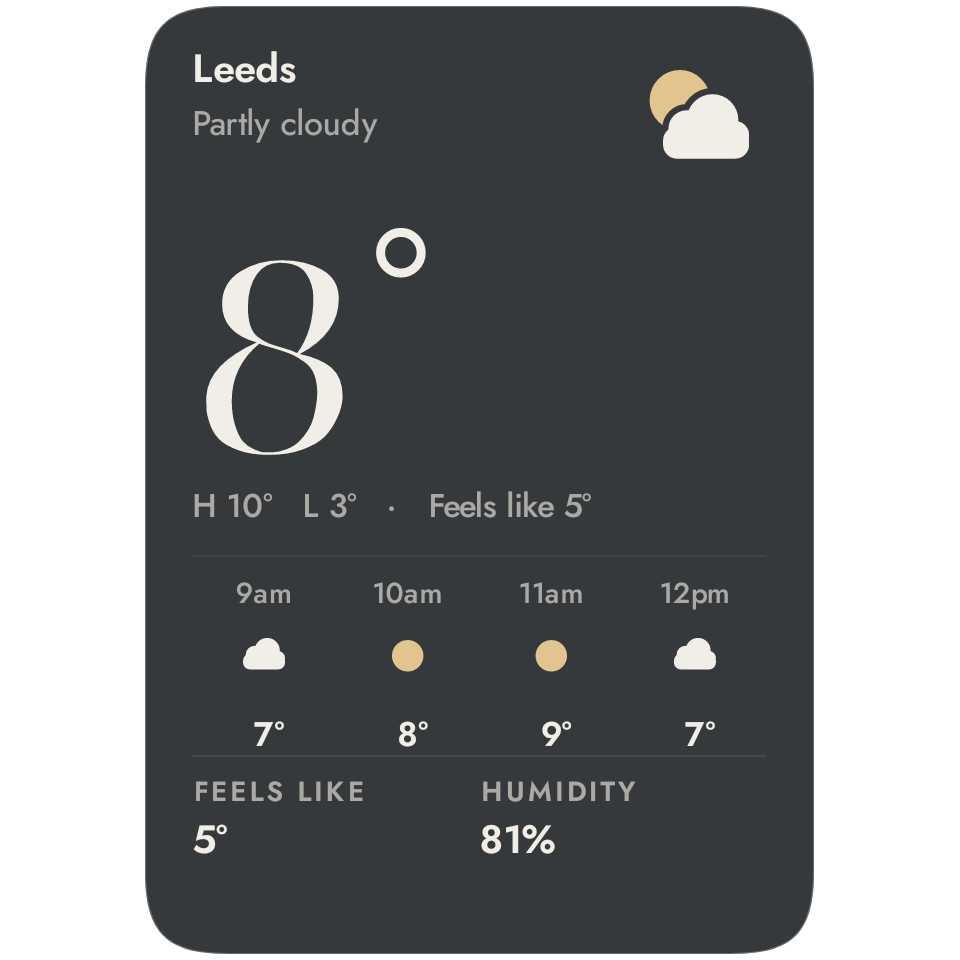 Leeds
Partly cloudy
8°
H 10° L 3° · Feels like 5°
9am 10am 11am 12pm
7° 8° 9° 7°
FEELS LIKE HUMIDITY
5° 81%